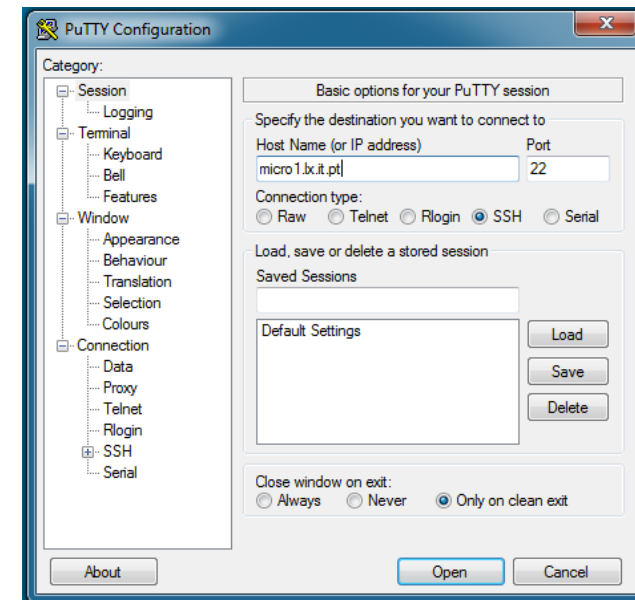 PuTTY Configuration
Category:
Session
Logging
Terminal
Keyboard
Bell
Features
Window
Appearance
Behaviour
Translation
Selection
Colours
Connection
Data
Proxy
Telnet
Rlogin
SSH
Serial
Basic options for your PuTTY session
Specify the destination you want to connect to
Host Name (or IP address) Port
micro1.lx.it.pt 22
Connection type:
Raw Telnet Rlogin SSH Serial
Load, save or delete a stored session
Saved Sessions
Default Settings
Load
Save
Delete
Close window on exit:
Always Never Only on clean exit
About Open Cancel